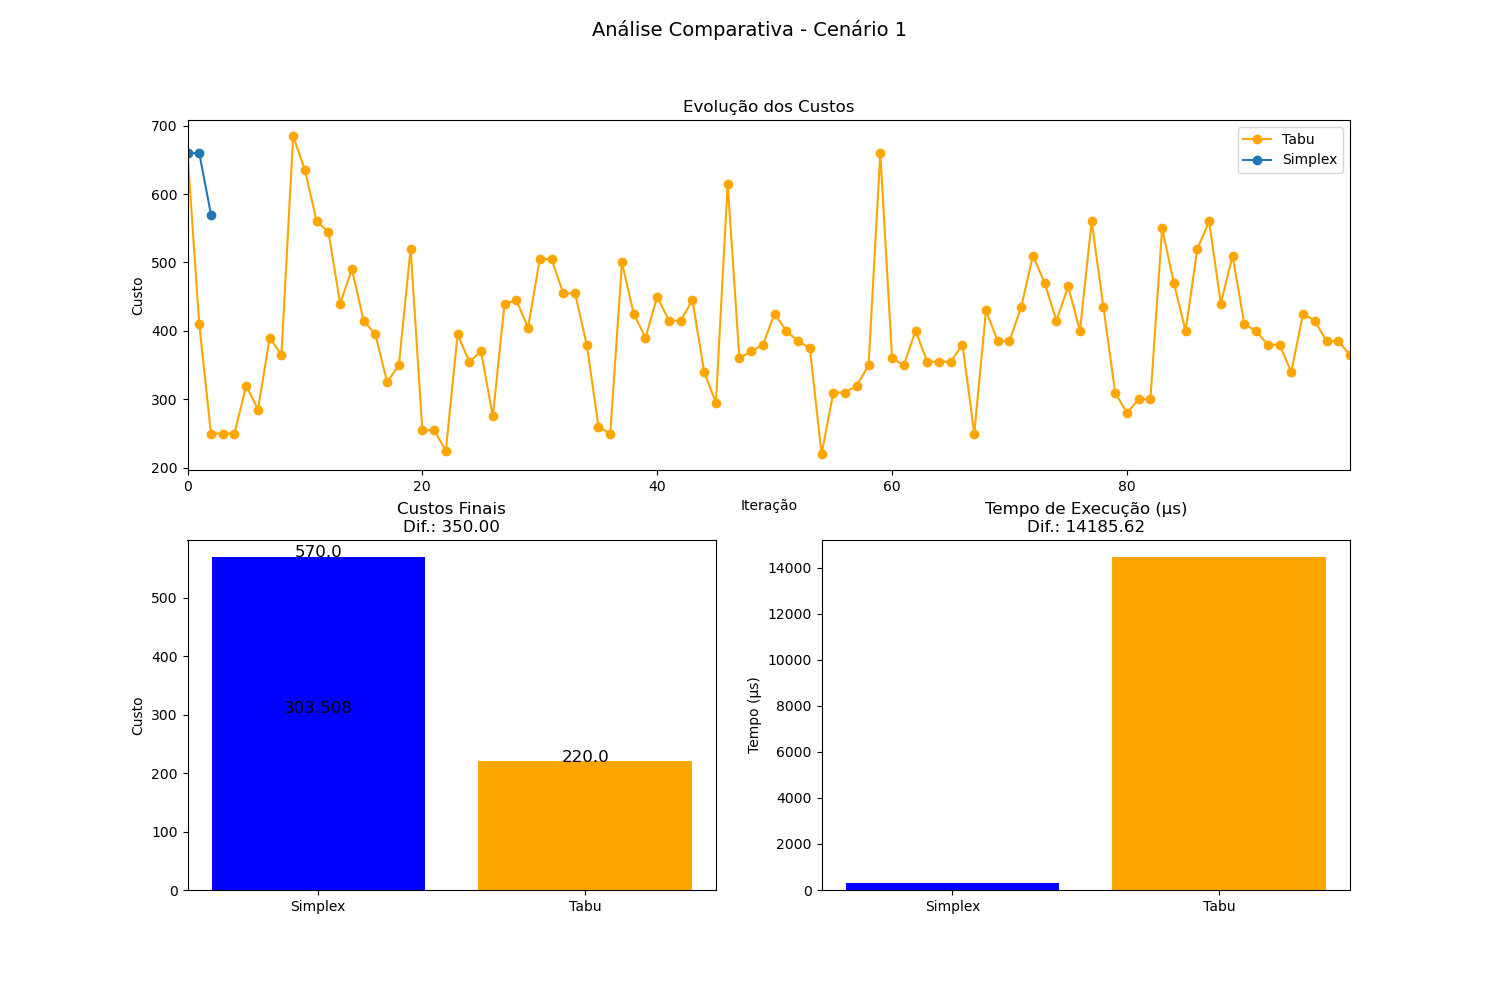 Análise Comparativa - Cenário 1
Evolução dos Custos
Custo
700
600
500
400
300
200
Tabu
Simplex
0
20
40
60
80
Iteração
Custos Finais
Dif.: 350.00
Custo
500
400
300
200
100
0
570.0
303.508
220.0
Simplex
Tabu
Tempo de Execução (μs)
Dif.: 14185.62
Tempo (μs)
14000
12000
10000
8000
6000
4000
2000
0
Simplex
Tabu